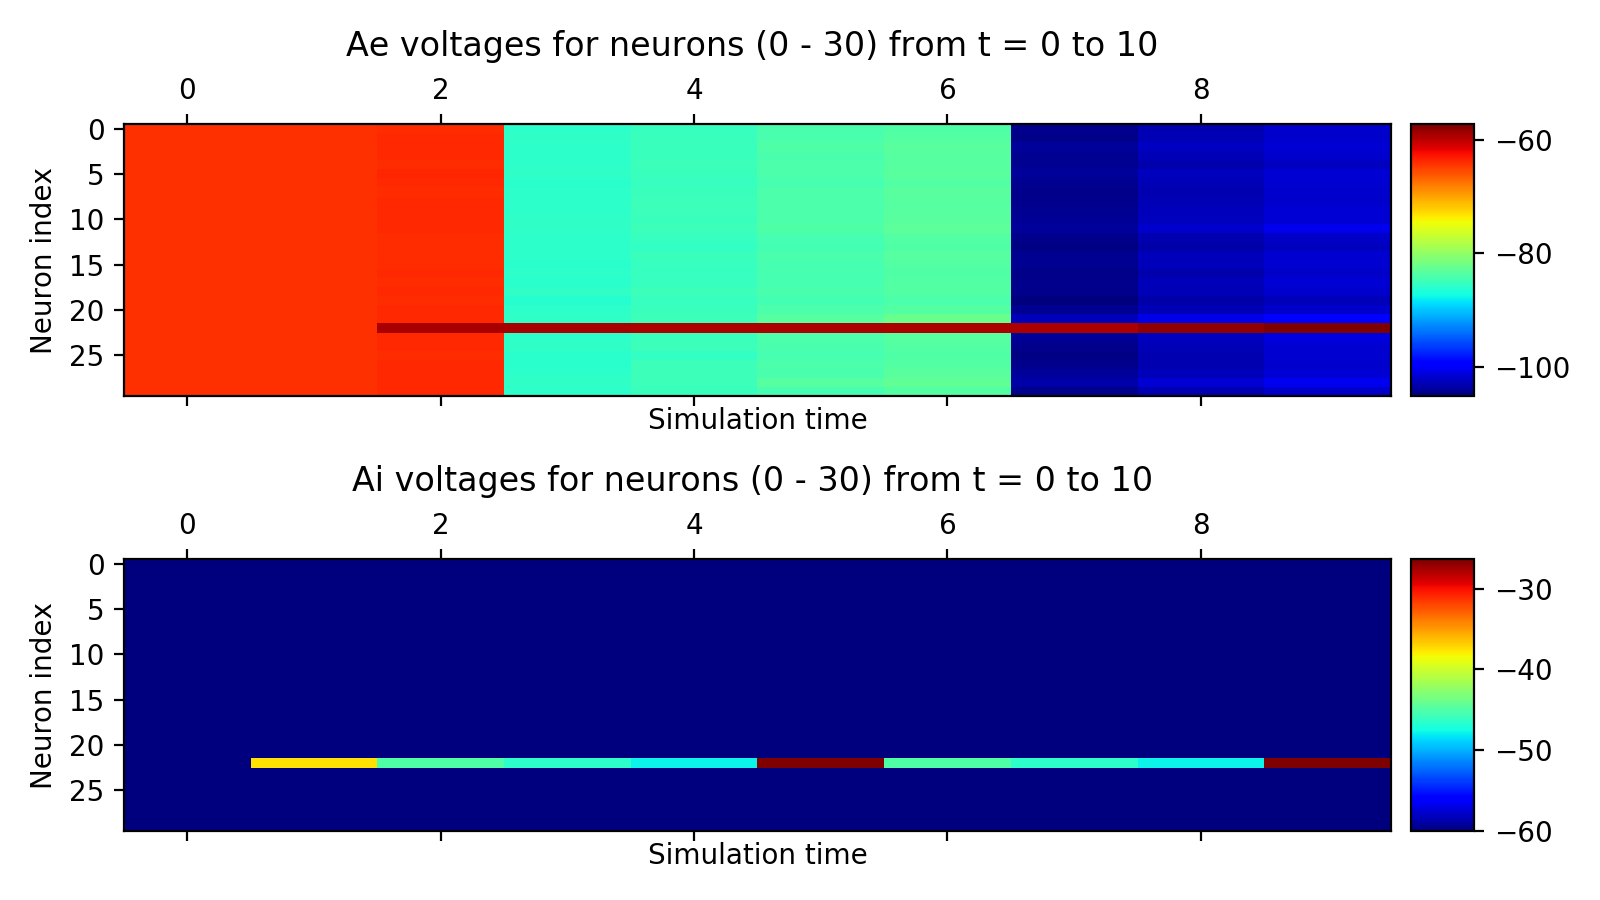 Ae voltages for neurons (0 - 30) from t = 0 to 10
0 2 4 6 8
Neuron index
0
5
10
15
20
25
−60
−80
−100
Simulation time
Ai voltages for neurons (0 - 30) from t = 0 to 10
0 2 4 6 8
Neuron index
0
5
10
15
20
25
−30
−40
−50
−60
Simulation time